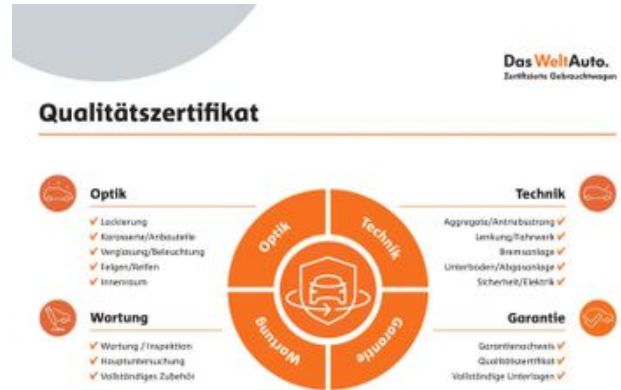 Das WeltAuto.
Zertifizierte Gebrauchtwagen
Qualitätszertifikat
Optik
Lackierung
Karosserie/Anbauteile
Verglasung/Beleuchtung
Felgen/Reifen
Innenraum
Technik
Aggregate/Antriebsstrang
Lenkung/Fahrwerk
Bremsanlage
Unterboden/Abgasanlage
Sicherheit/Elektrik
Optik
Technik
Wartung
Garantie
Wartung
Wartung / Inspektion
Hauptuntersuchung
Vollständiges Zubehör
Garantie
Garantienachweis
Qualitätszertifikat
Vollständige Unterlagen